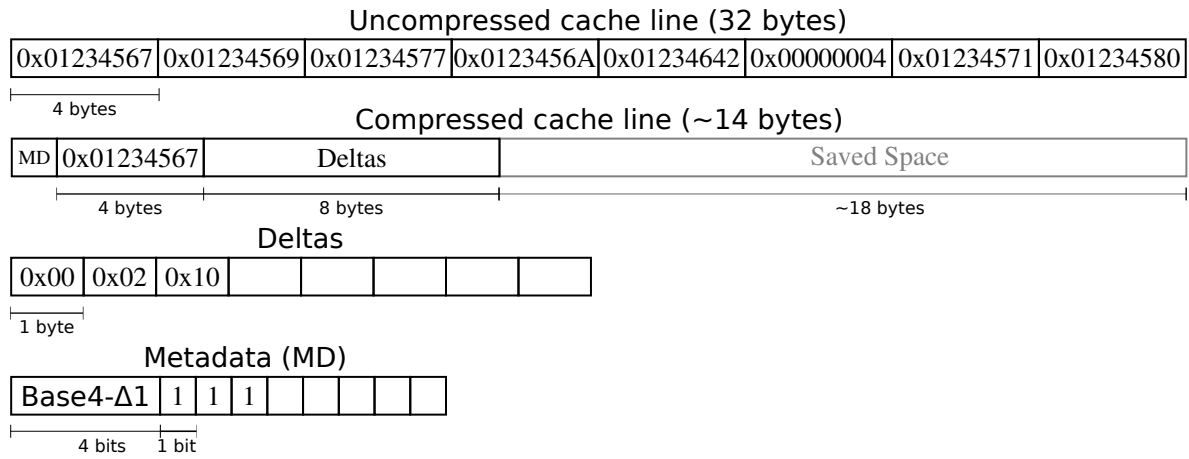 Uncompressed cache line (32 bytes)
0x01234567 0x01234569 0x01234577 0x0123456A 0x01234642 0x00000004 0x01234571 0x01234580
4 bytes
Compressed cache line (~14 bytes)
MD 0x01234567 Deltas Saved Space
4 bytes 8 bytes ~18 bytes
Deltas
0x00 0x02 0x10
1 byte
Metadata (MD)
Base4-Δ1 1 1 1
4 bits 1 bit